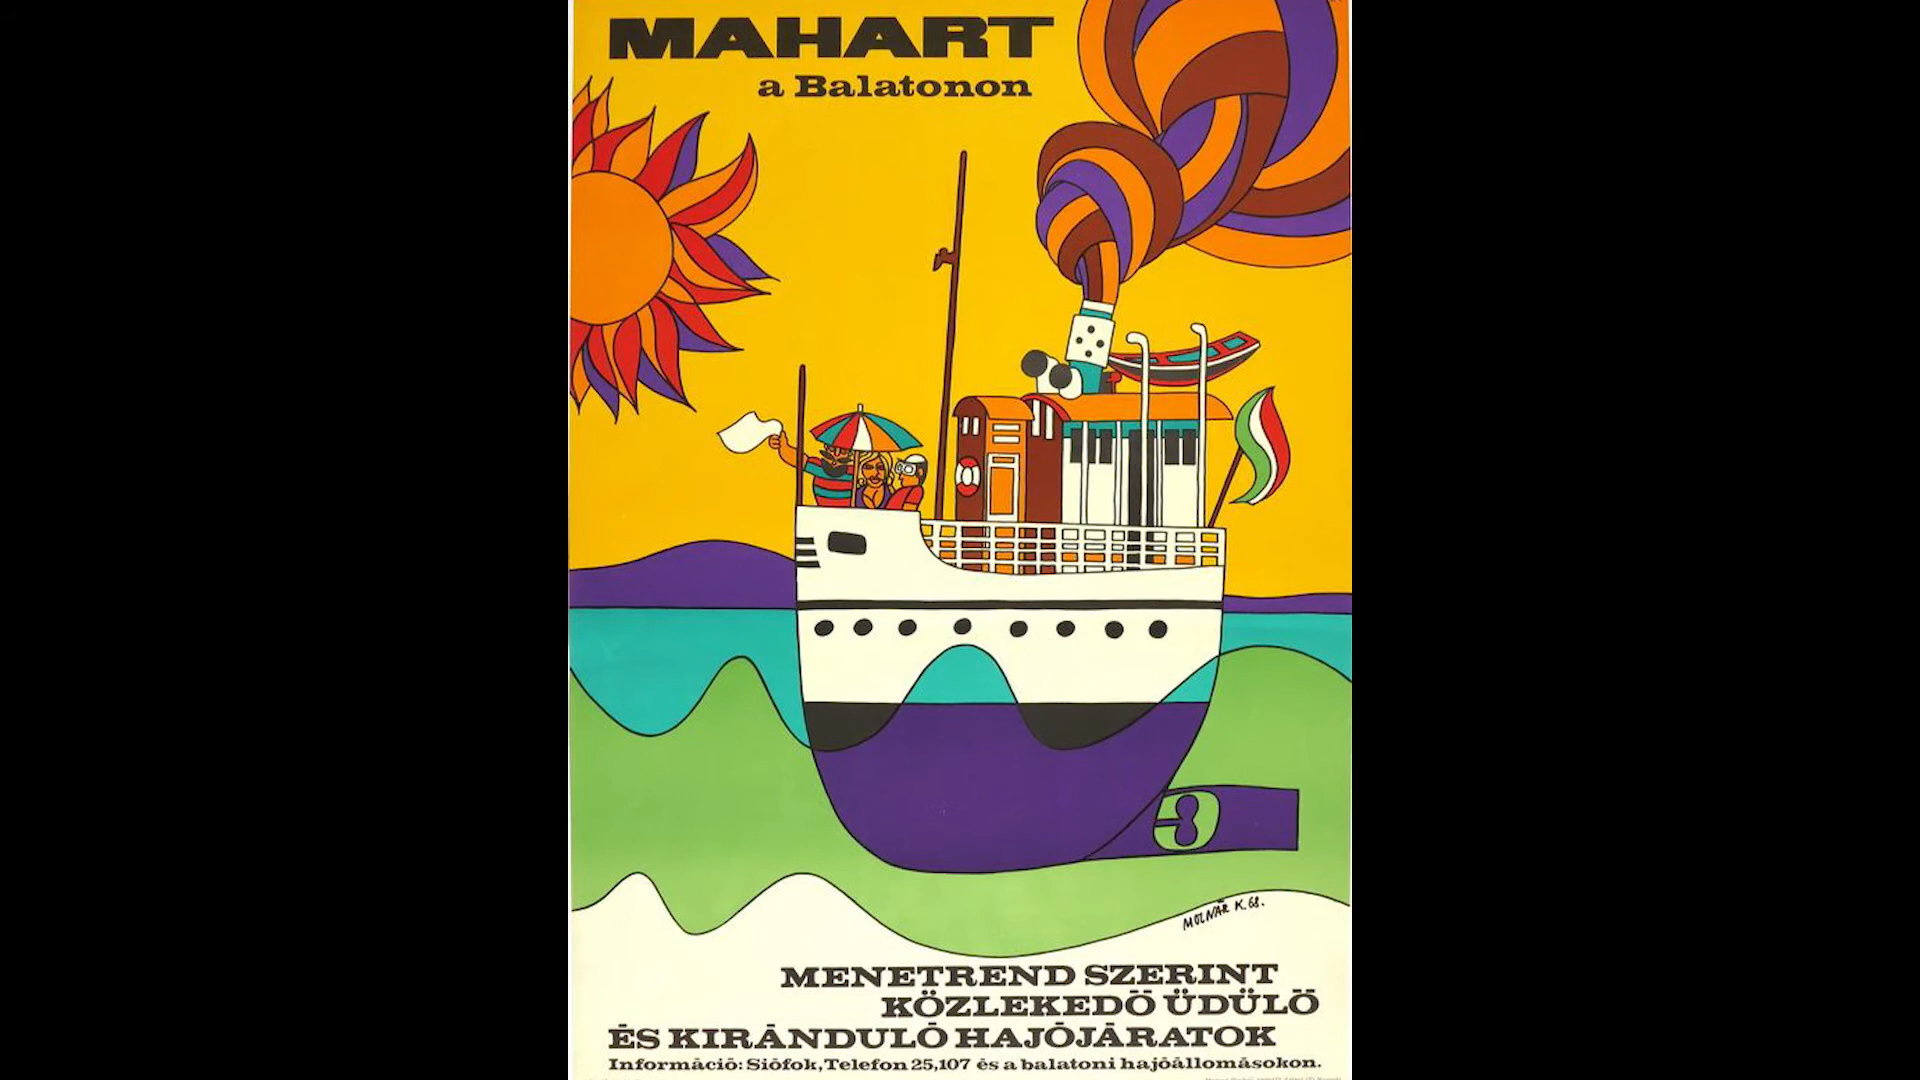 MAHART
a Balatonon
MOLNÁR K. 68.
MENETREND SZERINT
KÖZLEKEDŐ ÜDÜLŐ
ÉS KIRÁNDULÓ HAJÓJÁRATOK
Információ: Siófok, Telefon 25,107 és a balatoni hajóállomásokon.